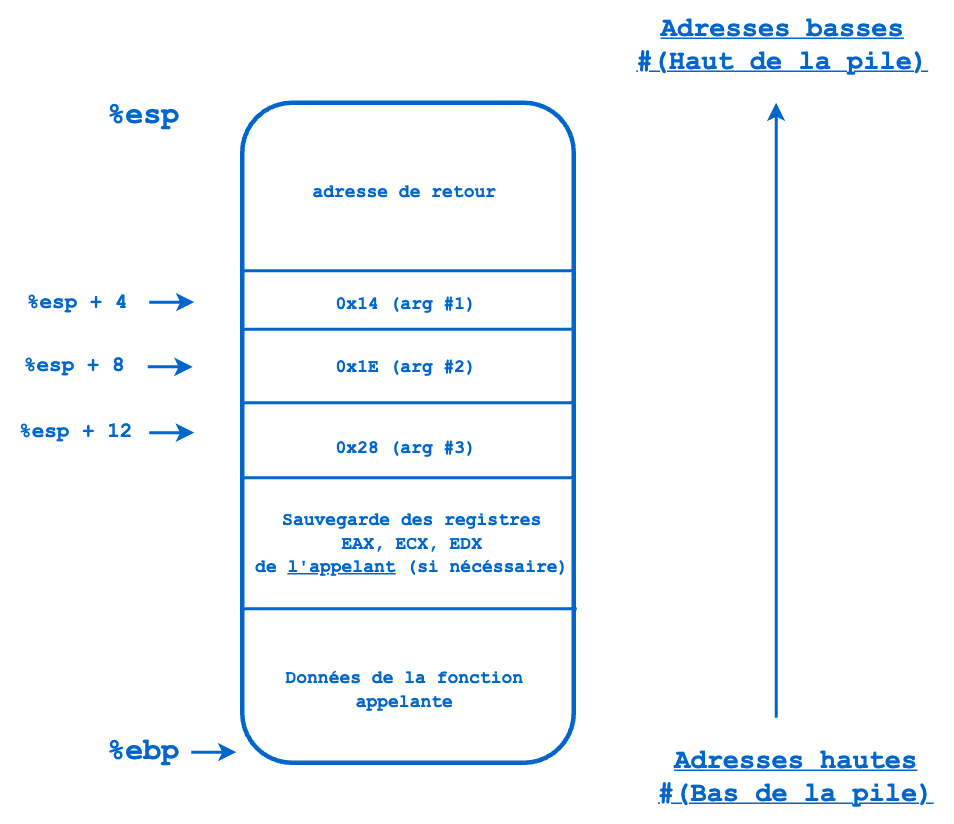 Adresses basses
#(Haut de la pile)
%esp
adresse de retour
%esp + 4
0x14 (arg #1)
%esp + 8
0x1E (arg #2)
%esp + 12
0x28 (arg #3)
Sauvegarde des registres
EAX, ECX, EDX
de l'appelant (si nécéssaire)
Données de la fonction
appelante
%ebp
Adresses hautes
#(Bas de la pile)